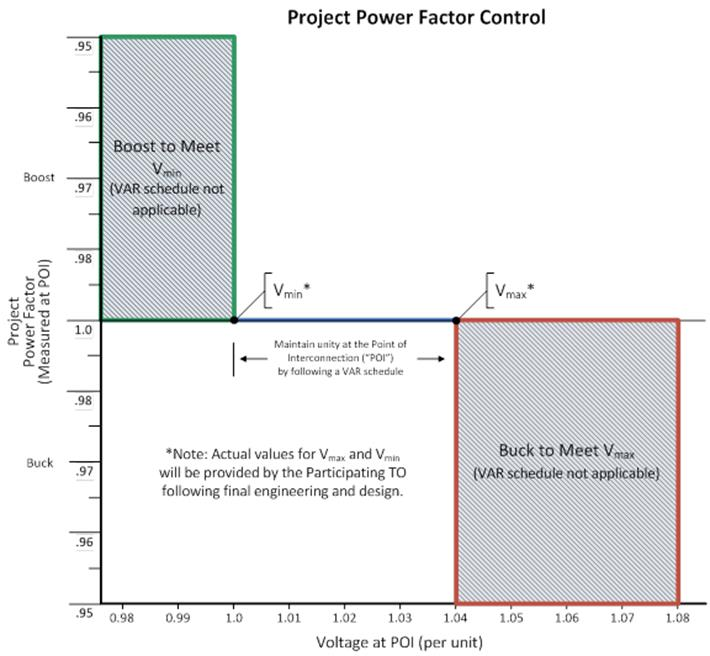 Project Power Factor Control
.95
.96
Boost
.97
.98
1.0
.98
Buck
.97
.96
.95
Project
Power Factor
(Measured at POI)
Boost to Meet
Vmin
(VAR schedule not
applicable)
Vmin*
Vmax*
Maintain unity at the Point of
Interconnection ("POI")
by following a VAR schedule
*Note: Actual values for Vmax and Vmin
will be provided by the Participating TO
following final engineering and design.
Buck to Meet Vmax
(VAR schedule not applicable)
0.98 0.99 1.0 1.01 1.02 1.03 1.04 1.05 1.06 1.07 1.08
Voltage at POI (per unit)